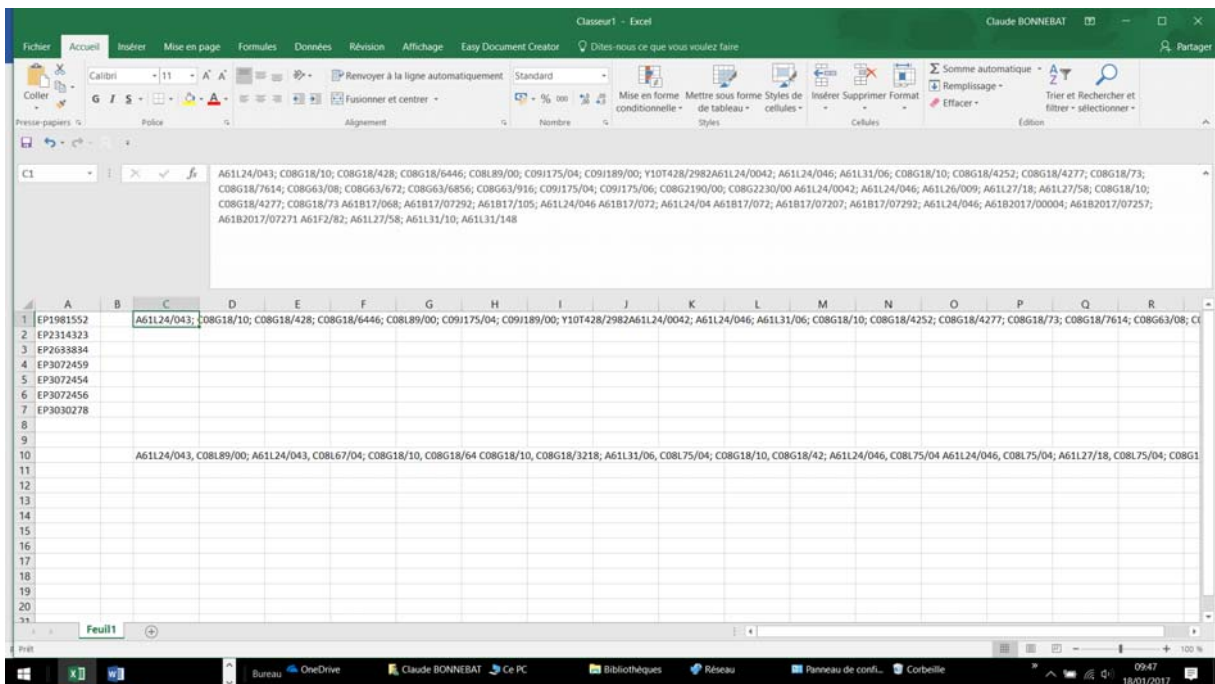 Classeur1 - Excel
Claude BONNEBAT
Fichier Accueil Insérer Mise en page Formules Données Révision Affichage Easy Document Creator Dites-nous ce que vous voulez faire Partager
Coller
Calibri 11 A A
G I S
Renvoyer à la ligne automatiquement
Fusionner et centrer
Standard
% 000
Mise en forme conditionnelle
Mettre sous forme de tableau
Styles de cellules
Insérer Supprimer Format
Somme automatique
Remplissage
Effacer
Trier et filtrer
Rechercher et sélectionner
Presse-papiers Police Alignement Nombre Styles Cellules Édition
C1 fx A61L24/043; C08G18/10; C08G18/428; C08G18/6446; C08L89/00; C09J175/04; C09J189/00; Y10T428/2982A61L24/0042; A61L24/046; A61L31/06; C08G18/10; C08G18/4252; C08G18/4277; C08G18/73;
C08G18/7614; C08G63/08; C08G63/672; C08G63/6856; C08G63/916; C09J175/04; C09J175/06; C08G2190/00; C08G2230/00 A61L24/0042; A61L24/046; A61L26/009; A61L27/18; A61L27/58; C08G18/10;
C08G18/4277; C08G18/73 A61B17/068; A61B17/07292; A61B17/105; A61L24/046 A61B17/072; A61L24/04 A61B17/072; A61B17/07207; A61B17/07292; A61L24/046; A61B2017/00004; A61B2017/07257;
A61B2017/07271 A61F2/82; A61L27/58; A61L31/10; A61L31/148
A B C D E F G H I J K L M N O P Q R
1 EP1981552 A61L24/043; C08G18/10; C08G18/428; C08G18/6446; C08L89/00; C09J175/04; C09J189/00; Y10T428/2982A61L24/0042; A61L24/046; A61L31/06; C08G18/10; C08G18/4252; C08G18/4277; C08G18/73; C08G18/7614; C08G63/08;
2 EP2314323
3 EP2633834
4 EP3072459
5 EP3072454
6 EP3072456
7 EP3030278
8
9
10 A61L24/043, C08L89/00; A61L24/043, C08L67/04; C08G18/10, C08G18/64 C08G18/10, C08G18/3218; A61L31/06, C08L75/04; C08G18/10, C08G18/42; A61L24/046, C08L75/04 A61L24/046, C08L75/04; A61L27/18, C08L75/04; C08G1
11
12
13
14
15
16
17
18
19
20
21
Feuil1
Prêt
100 %
Bureau OneDrive Claude BONNEBAT Ce PC Bibliothèques Réseau Panneau de confi... Corbeille
09:47
18/01/2017